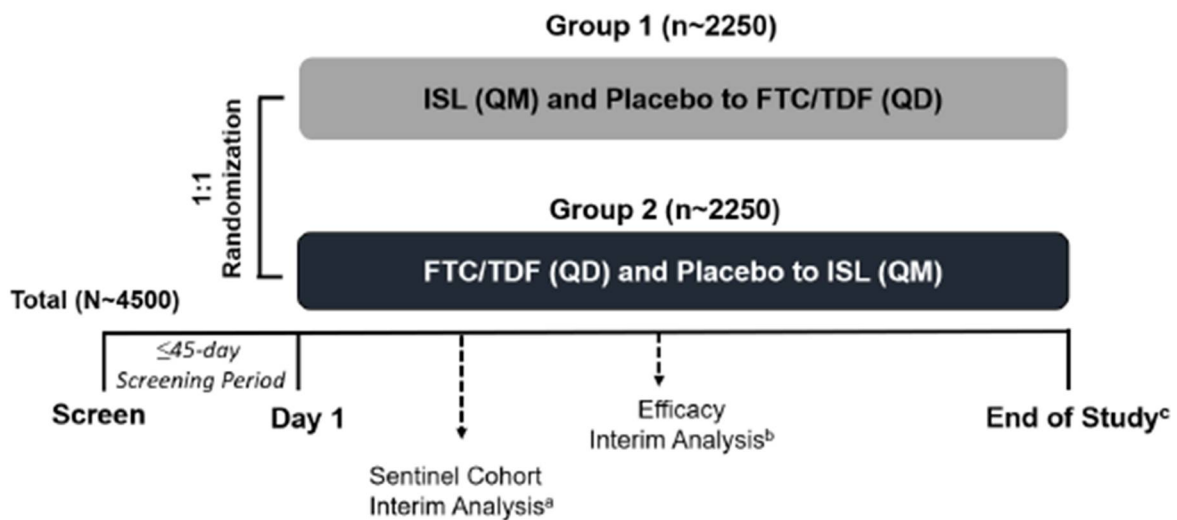 Group 1 (n~2250)
ISL (QM) and Placebo to FTC/TDF (QD)
1:1
Randomization
Group 2 (n~2250)
FTC/TDF (QD) and Placebo to ISL (QM)
Total (N~4500)
≤45-day
Screening Period
Screen
Day 1
Efficacy
Interim Analysisᵇ
End of Studyᶜ
Sentinel Cohort
Interim Analysisᵃ